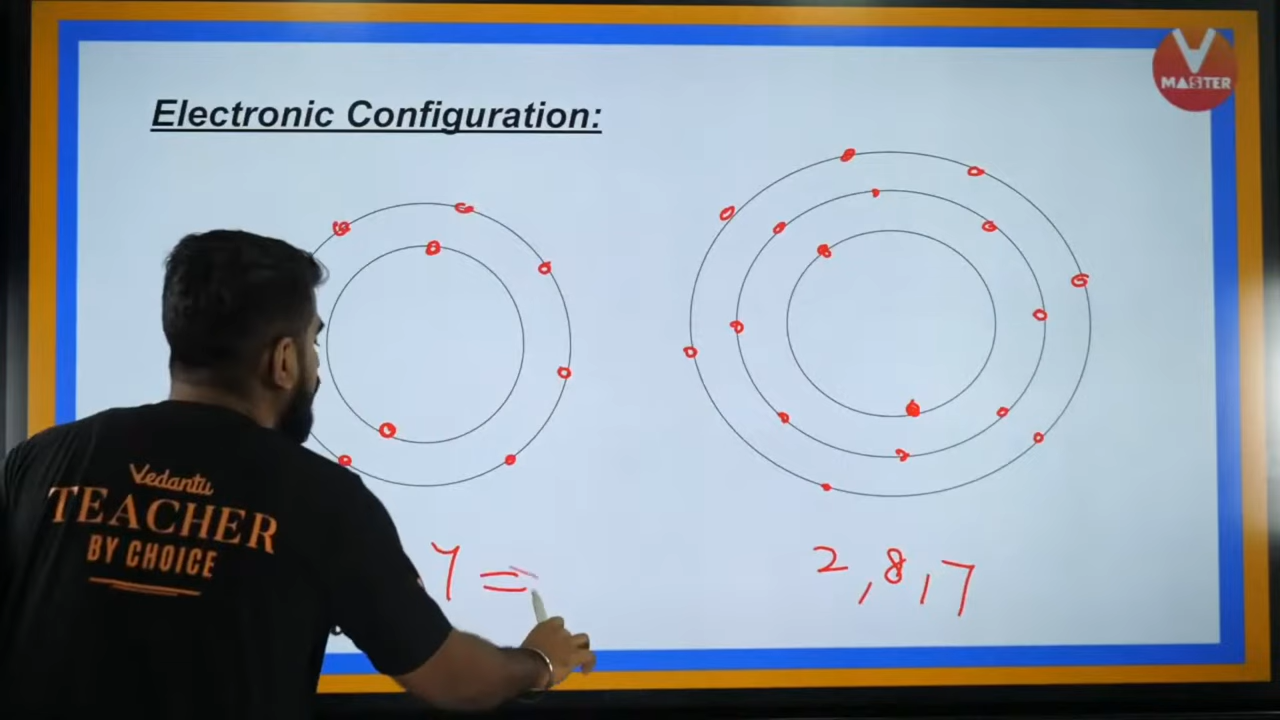 Electronic Configuration:
V
MASTER
Vedantu
TEACHER
BY CHOICE
7 =
2,8,7